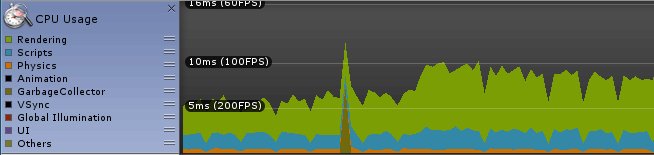 CPU Usage
Rendering
Scripts
Physics
Animation
GarbageCollector
VSync
Global Illumination
UI
Others
16ms (60FPS)
10ms (100FPS)
5ms (200FPS)